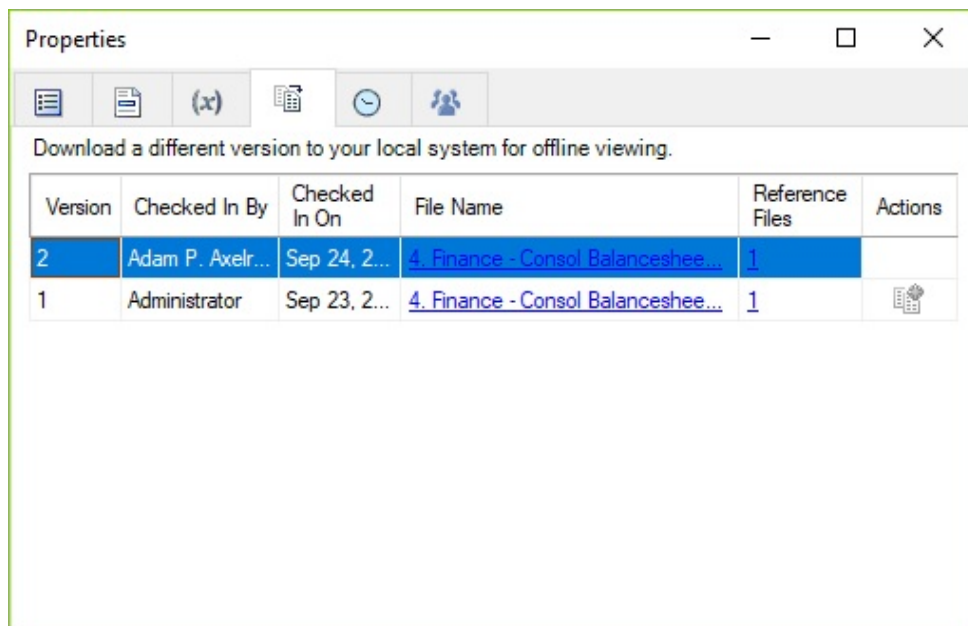 Properties
(x)
Download a different version to your local system for offline viewing.
Version Checked In By Checked In On File Name Reference Files Actions
2 Adam P. Axelr... Sep 24, 2... 4. Finance - Consol Balanceshee... 1
1 Administrator Sep 23, 2... 4. Finance - Consol Balanceshee... 1